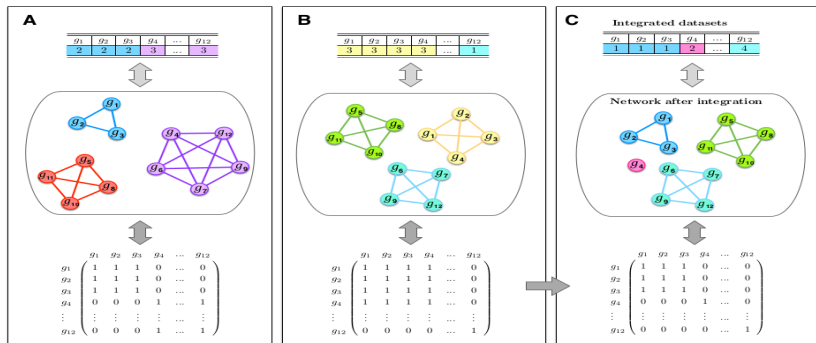 A
g1 g2 g3 g4 ... g12
2 2 2 3 ... 3
g1
g2
g3
g4 g12
g5
g11 g6 g9
g8
g10 g7
g1 g2 g3 g4 ... g12
g1 1 1 1 0 ... 0
g2 1 1 1 0 ... 0
g3 1 1 1 0 ... 0
g4 0 0 0 1 ... 1
⋮ ⋮ ⋮ ⋮ ⋮ ... ⋮
g12 0 0 0 1 ... 1
B
g1 g2 g3 g4 ... g12
3 3 3 3 ... 1
g5 g2
g8
g11 g1 g3
g10 g4
g6 g7
g9 g12
g1 g2 g3 g4 ... g12
g1 1 1 1 1 ... 0
g2 1 1 1 1 ... 0
g3 1 1 1 1 ... 0
g4 1 1 1 1 ... 0
⋮ ⋮ ⋮ ⋮ ⋮ ... ⋮
g12 0 0 0 0 ... 1
C
Integrated datasets
g1 g2 g3 g4 ... g12
1 1 1 2 ... 4
Network after integration
g1 g5
g2 g8
g3 g11
g4 g10
g6 g7
g9 g12
g1 g2 g3 g4 ... g12
g1 1 1 1 0 ... 0
g2 1 1 1 0 ... 0
g3 1 1 1 0 ... 0
g4 0 0 0 1 ... 0
⋮ ⋮ ⋮ ⋮ ⋮ ... ⋮
g12 0 0 0 0 ... 1